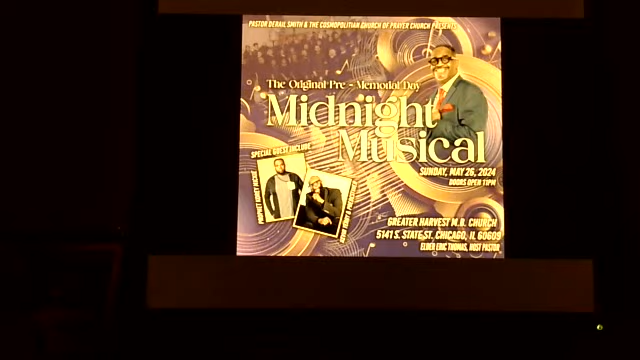 PASTOR DERAIL SMITH & THE COSMOPOLITIAN CHURCH OF PRAYER CHURCH PRESENTS
The Original Pre - Memorial Day
Midnight
Musical
SUNDAY, MAY 26, 2024
DOORS OPEN 11PM
SPECIAL GUEST INCLUDE
PROPHET
GREATER HARVEST M.B. CHURCH
5141 S. STATE ST. CHICAGO, IL 60609
ELDER ERIC THOMAS, HOST PASTOR